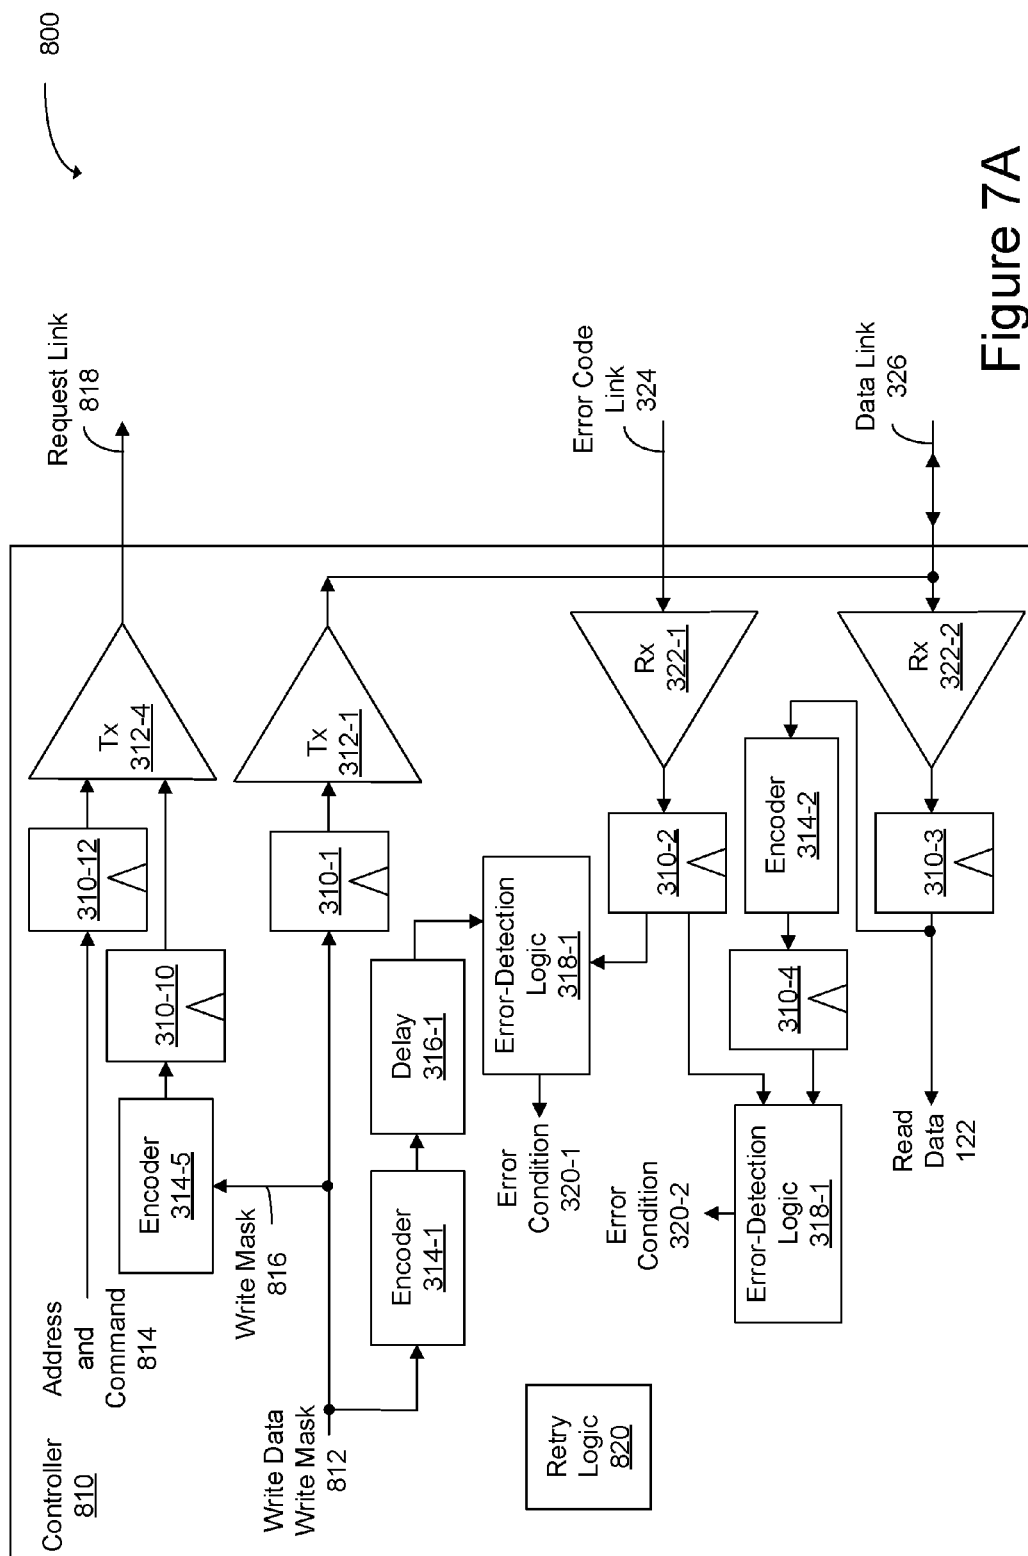 Controller
810
Address
and
Command
814
310-12
Tx
312-4
Request Link
818
800
Encoder
314-5
310-10
Write Mask
816
Write Data
Write Mask
812
310-1
Tx
312-1
Encoder
314-1
Delay
316-1
Error-Detection
Logic
318-1
Error
Condition
320-1
310-2
Rx
322-1
Error Code
Link
324
Retry
Logic
820
Error
Condition
320-2
Error-Detection
Logic
318-1
310-4
Encoder
314-2
Read
Data
122
310-3
Rx
322-2
Data Link
326
Figure 7A